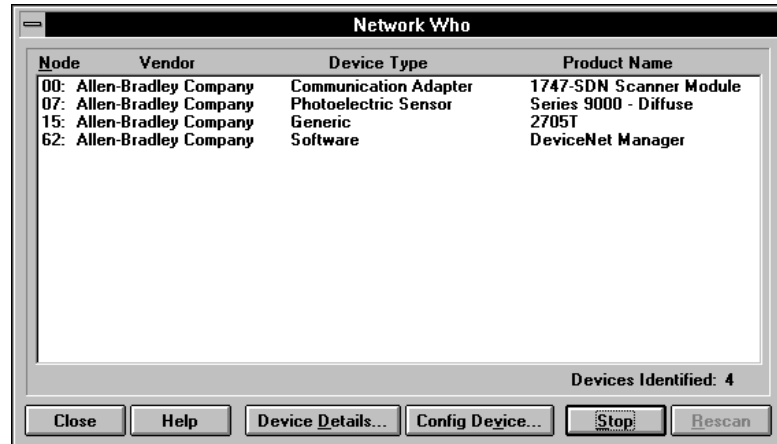 Network Who
Node Vendor Device Type Product Name
00: Allen-Bradley Company Communication Adapter 1747-SDN Scanner Module
07: Allen-Bradley Company Photoelectric Sensor Series 9000 - Diffuse
15: Allen-Bradley Company Generic 2705T
62: Allen-Bradley Company Software DeviceNet Manager
Devices Identified: 4
Close Help Device Details... Config Device... Stop Rescan